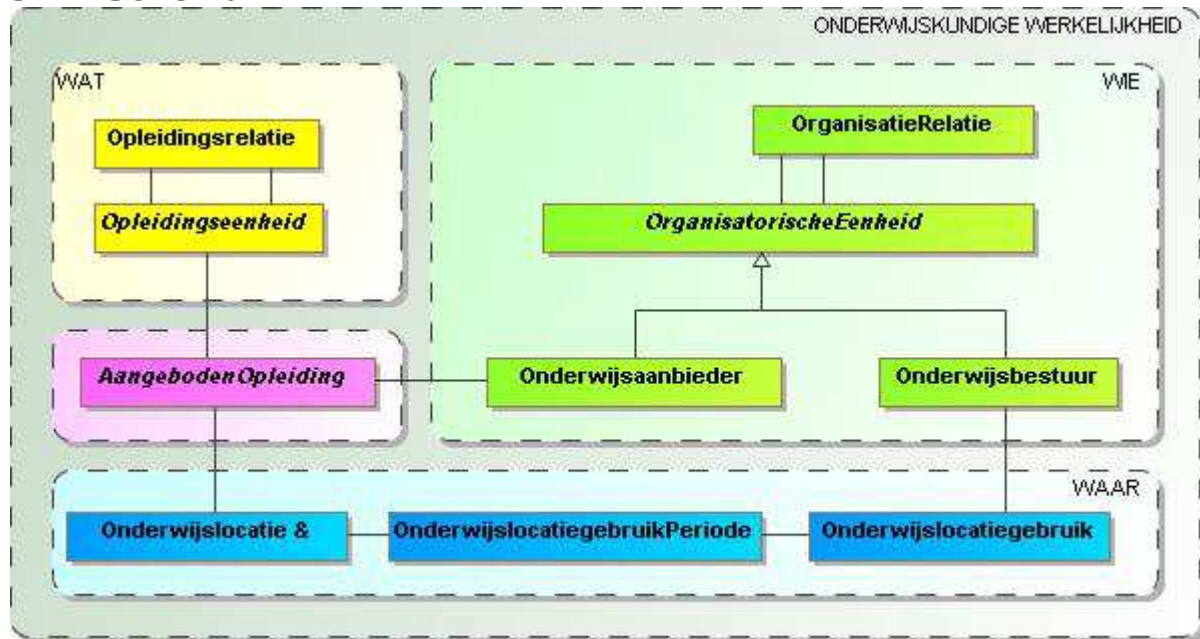 ONDERWIJSKUNDIGE WERKELIJKHEID
WAT
WIE
Opleidingsrelatie
OrganisatieRelatie
Opleidingseenheid
OrganisatorischeEenheid
AangebodenOpleiding
Onderwijsaanbieder
Onderwijsbestuur
WAAR
Onderwijslocatie &
OnderwijslocatiegebruikPeriode
Onderwijslocatiegebruik